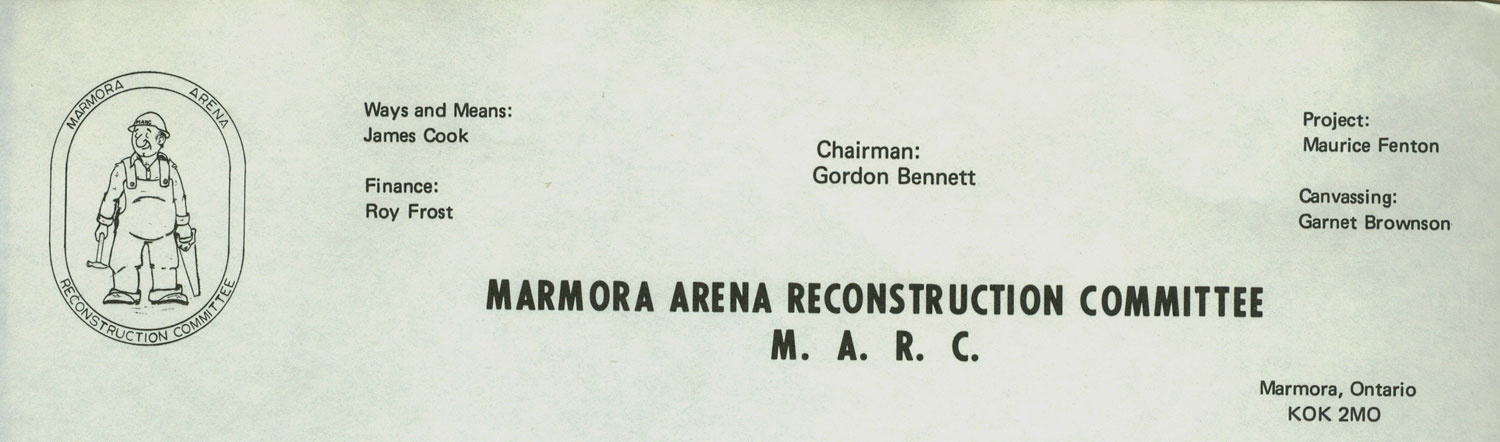 MARMORA ARENA
MARC
RECONSTRUCTION COMMITTEE
Ways and Means:
James Cook
Finance:
Roy Frost
Chairman:
Gordon Bennett
Project:
Maurice Fenton
Canvassing:
Garnet Brownson
MARMORA ARENA RECONSTRUCTION COMMITTEE
M. A. R. C.
Marmora, Ontario
KOK 2MO